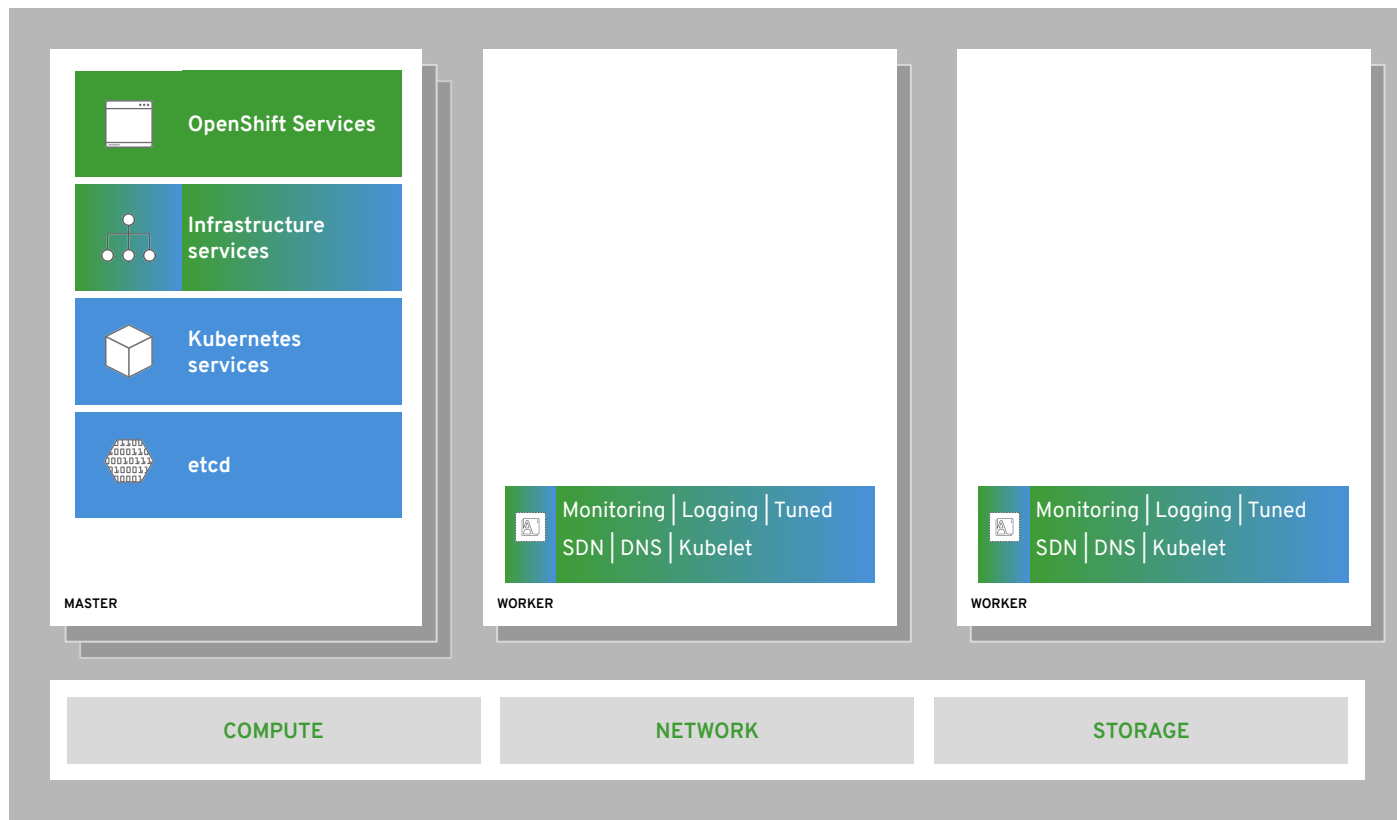 OpenShift Services
Infrastructure
services
Kubernetes
services
etcd
MASTER
Monitoring | Logging | Tuned
SDN | DNS | Kubelet
WORKER
Monitoring | Logging | Tuned
SDN | DNS | Kubelet
WORKER
COMPUTE
NETWORK
STORAGE